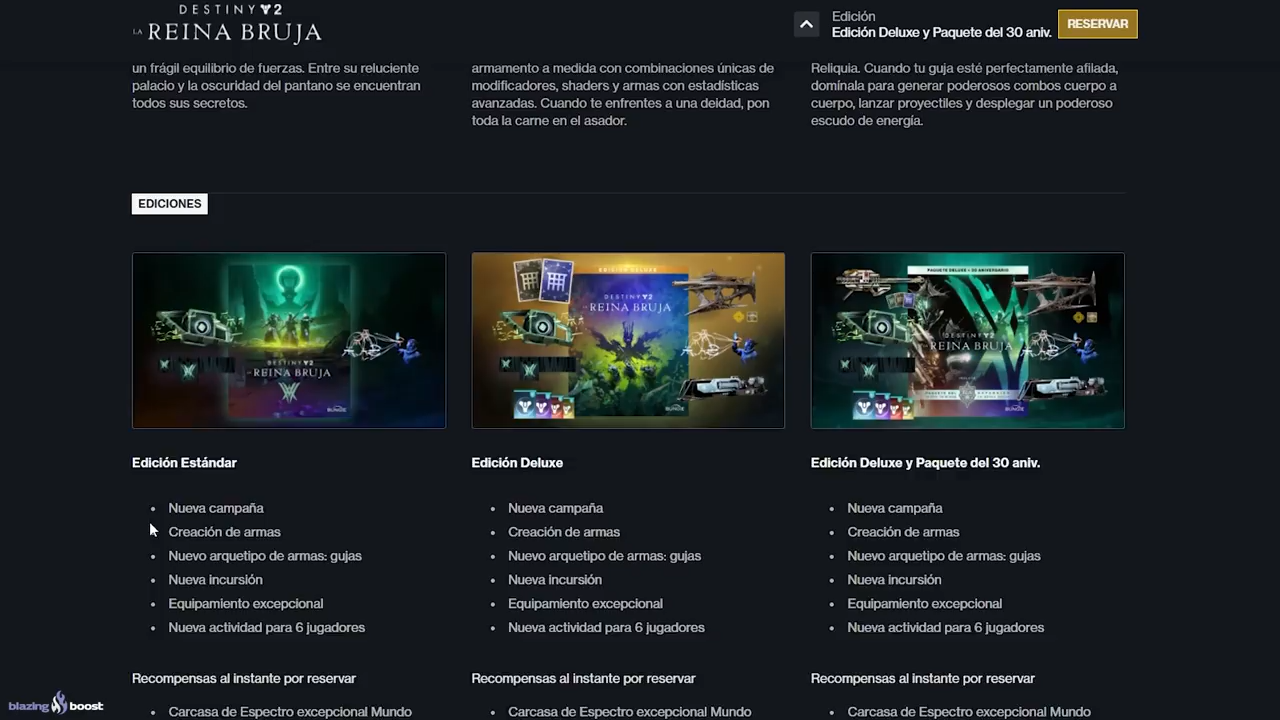 DESTINY 2
LA REINA BRUJA
Edición
Edición Deluxe y Paquete del 30 aniv.
RESERVAR
un frágil equilibrio de fuerzas. Entre su reluciente
palacio y la oscuridad del pantano se encuentran
todos sus secretos.
armamento a medida con combinaciones únicas de
modificadores, shaders y armas con estadísticas
avanzadas. Cuando te enfrentes a una deidad, pon
toda la carne en el asador.
Reliquia. Cuando tu guja esté perfectamente afilada,
domínala para generar poderosos combos cuerpo a
cuerpo, lanzar proyectiles y desplegar un poderoso
escudo de energía.
EDICIONES
DESTINY 2
LA REINA BRUJA
BUNGIE
EDICIÓN DELUXE
DESTINY 2
LA REINA BRUJA
PAQUETE DELUXE + 30 ANIVERSARIO
DESTINY 2
LA REINA BRUJA
BUNGIE
Edición Estándar
Nueva campaña
Creación de armas
Nuevo arquetipo de armas: gujas
Nueva incursión
Equipamiento excepcional
Nueva actividad para 6 jugadores
Recompensas al instante por reservar
Carcasa de Espectro excepcional Mundo
Edición Deluxe
Nueva campaña
Creación de armas
Nuevo arquetipo de armas: gujas
Nueva incursión
Equipamiento excepcional
Nueva actividad para 6 jugadores
Recompensas al instante por reservar
Carcasa de Espectro excepcional Mundo
Edición Deluxe y Paquete del 30 aniv.
Nueva campaña
Creación de armas
Nuevo arquetipo de armas: gujas
Nueva incursión
Equipamiento excepcional
Nueva actividad para 6 jugadores
Recompensas al instante por reservar
Carcasa de Espectro excepcional Mundo
blazing boost